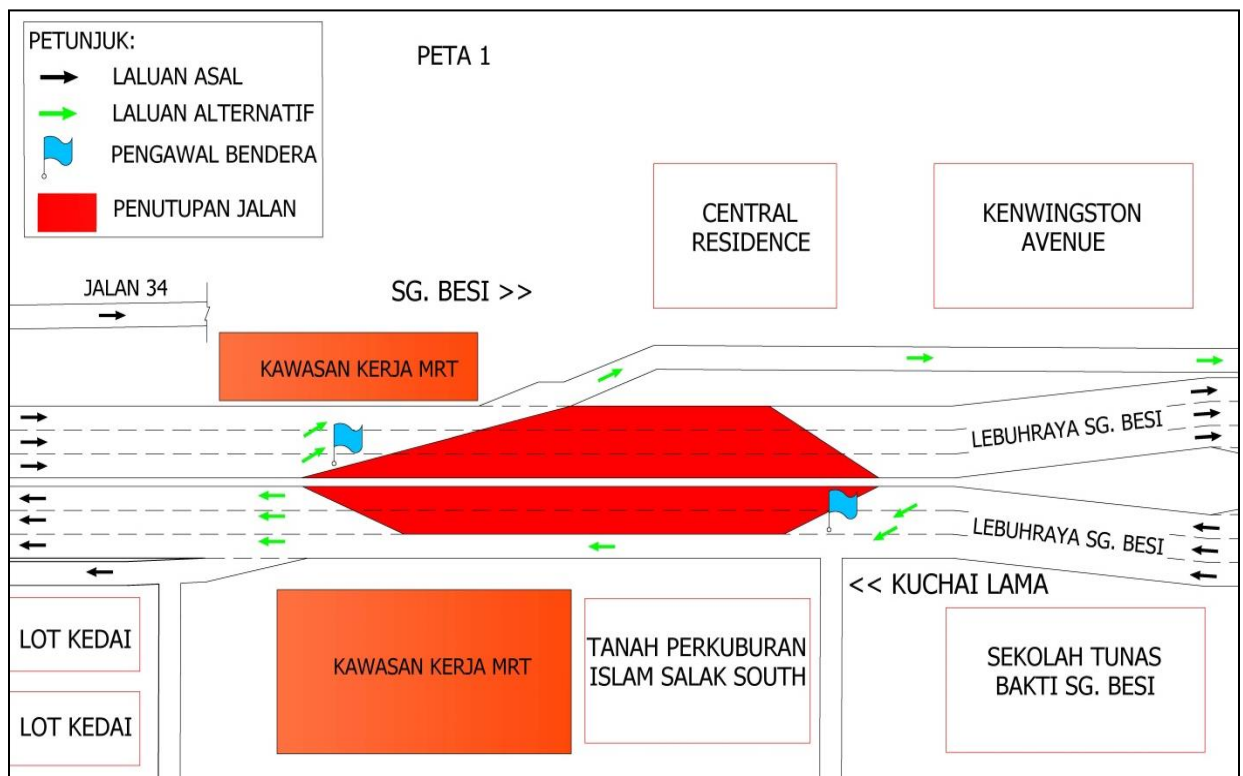 PETUNJUK:
LALUAN ASAL
LALUAN ALTERNATIF
PENGAWAL BENDERA
PENUTUPAN JALAN
PETA 1
CENTRAL
RESIDENCE
KENWINGSTON
AVENUE
JALAN 34
SG. BESI >>
KAWASAN KERJA MRT
LEBUHRAYA SG. BESI
LEBUHRAYA SG. BESI
<< KUCHAI LAMA
LOT KEDAI
LOT KEDAI
KAWASAN KERJA MRT
TANAH PERKUBURAN
ISLAM SALAK SOUTH
SEKOLAH TUNAS
BAKTI SG. BESI